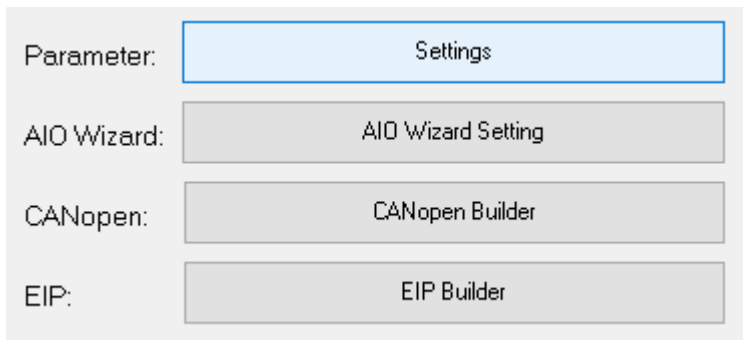 Parameter: Settings
AIO Wizard: AIO Wizard Setting
CANopen: CANopen Builder
EIP: EIP Builder